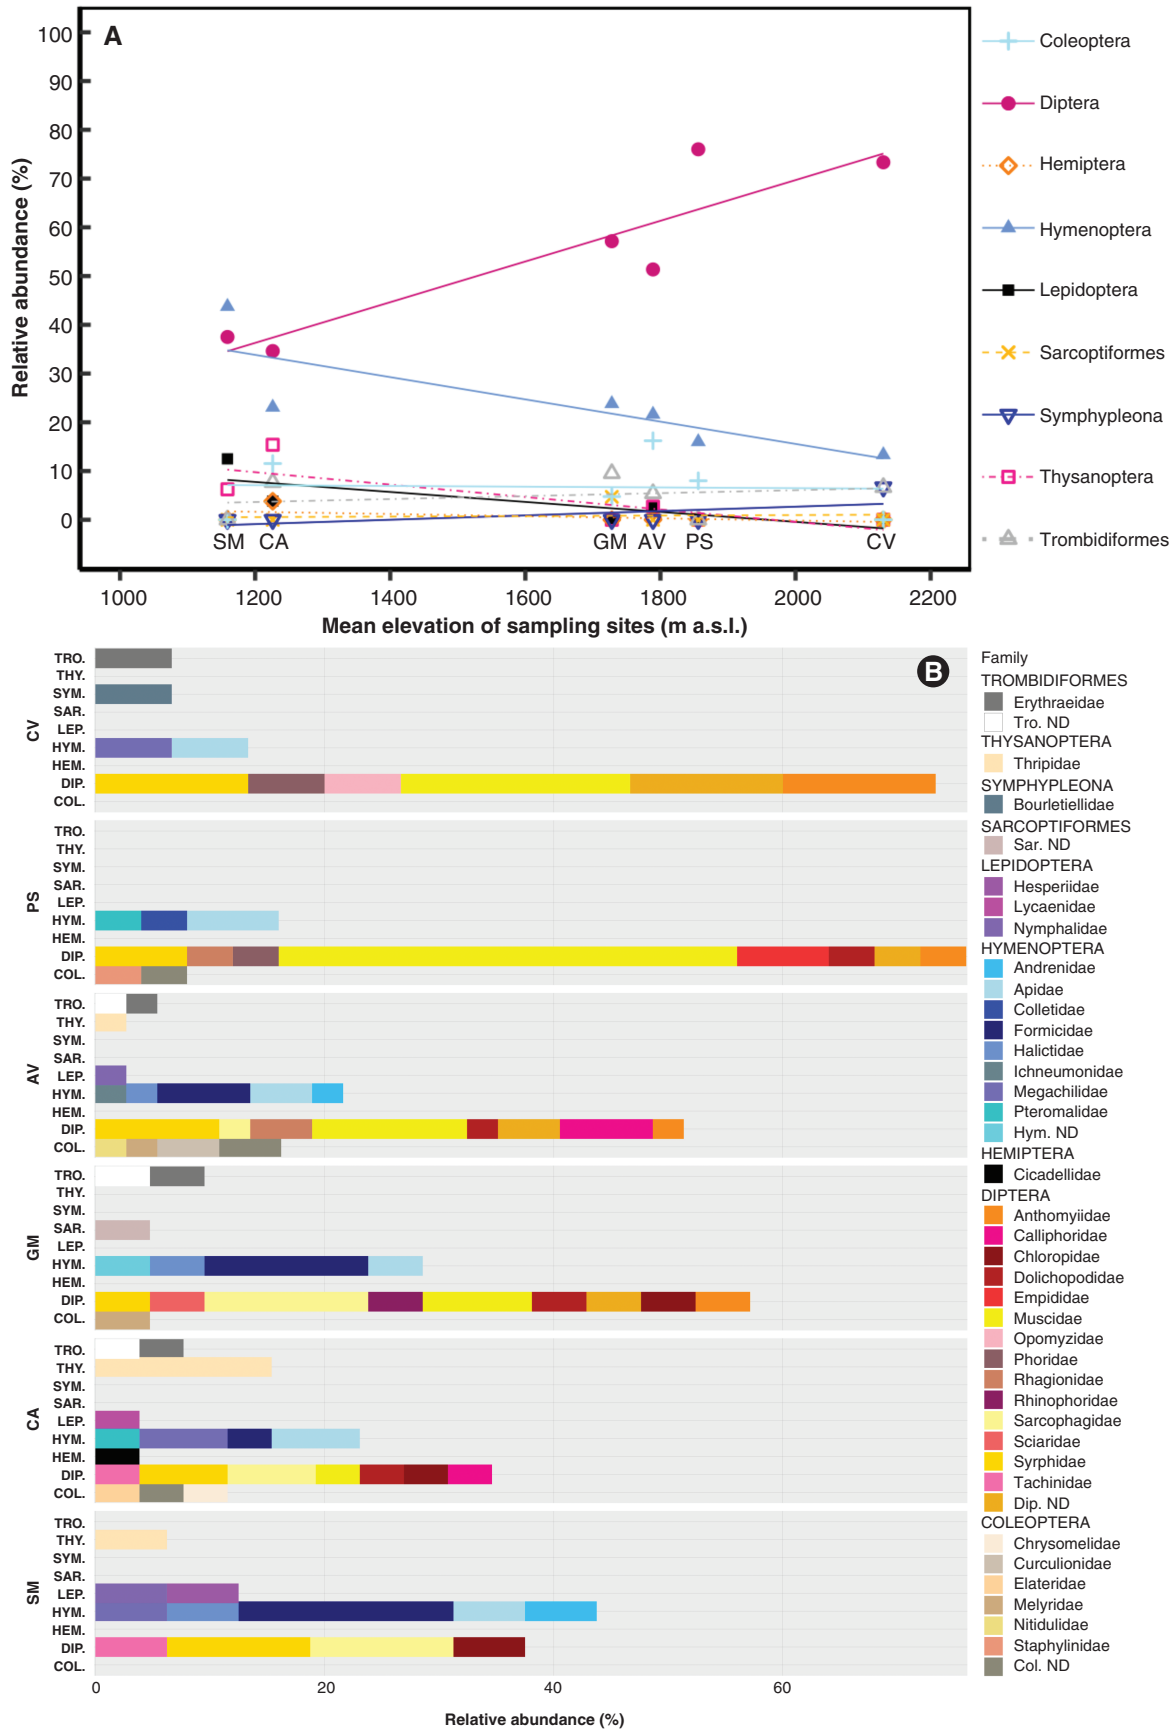 A
Relative abundance (%)
100
90
80
70
60
50
40
30
20
10
0
SM CA GM AV PS CV
1000 1200 1400 1600 1800 2000 2200
Mean elevation of sampling sites (m a.s.l.)
Coleoptera
Diptera
Hemiptera
Hymenoptera
Lepidoptera
Sarcoptiformes
Symphypleona
Thysanoptera
Trombidiformes
B
CV
TRO.
THY.
SYM.
SAR.
LEP.
HYM.
HEM.
DIP.
COL.
PS
TRO.
THY.
SYM.
SAR.
LEP.
HYM.
HEM.
DIP.
COL.
AV
TRO.
THY.
SYM.
SAR.
LEP.
HYM.
HEM.
DIP.
COL.
GM
TRO.
THY.
SYM.
SAR.
LEP.
HYM.
HEM.
DIP.
COL.
CA
TRO.
THY.
SYM.
SAR.
LEP.
HYM.
HEM.
DIP.
COL.
SM
TRO.
THY.
SYM.
SAR.
LEP.
HYM.
HEM.
DIP.
COL.
0 20 40 60
Relative abundance (%)
Family
TROMBIDIFORMES
Erythraeidae
Tro. ND
THYSANOPTERA
Thripidae
SYMPHYPLEONA
Bourletiellidae
SARCOPTIFORMES
Sar. ND
LEPIDOPTERA
Hesperiidae
Lycaenidae
Nymphalidae
HYMENOPTERA
Andrenidae
Apidae
Colletidae
Formicidae
Halictidae
Ichneumonidae
Megachilidae
Pteromalidae
Hym. ND
HEMIPTERA
Cicadellidae
DIPTERA
Anthomyiidae
Calliphoridae
Chloropidae
Dolichopodidae
Empididae
Muscidae
Opomyzidae
Phoridae
Rhagionidae
Rhinophoridae
Sarcophagidae
Sciaridae
Syrphidae
Tachinidae
Dip. ND
COLEOPTERA
Chrysomelidae
Curculionidae
Elateridae
Melyridae
Nitidulidae
Staphylinidae
Col. ND